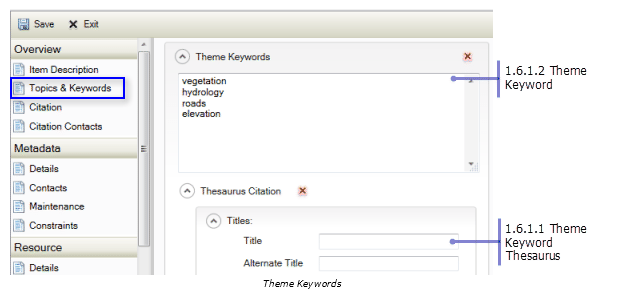 Save Exit
Overview
Item Description
Topics & Keywords
Citation
Citation Contacts
Metadata
Details
Contacts
Maintenance
Constraints
Resource
Details
Theme Keywords
vegetation
hydrology
roads
elevation
Thesaurus Citation
Titles:
Title
Alternate Title
1.6.1.2 Theme
Keyword
1.6.1.1 Theme
Keyword
Thesaurus
Theme Keywords